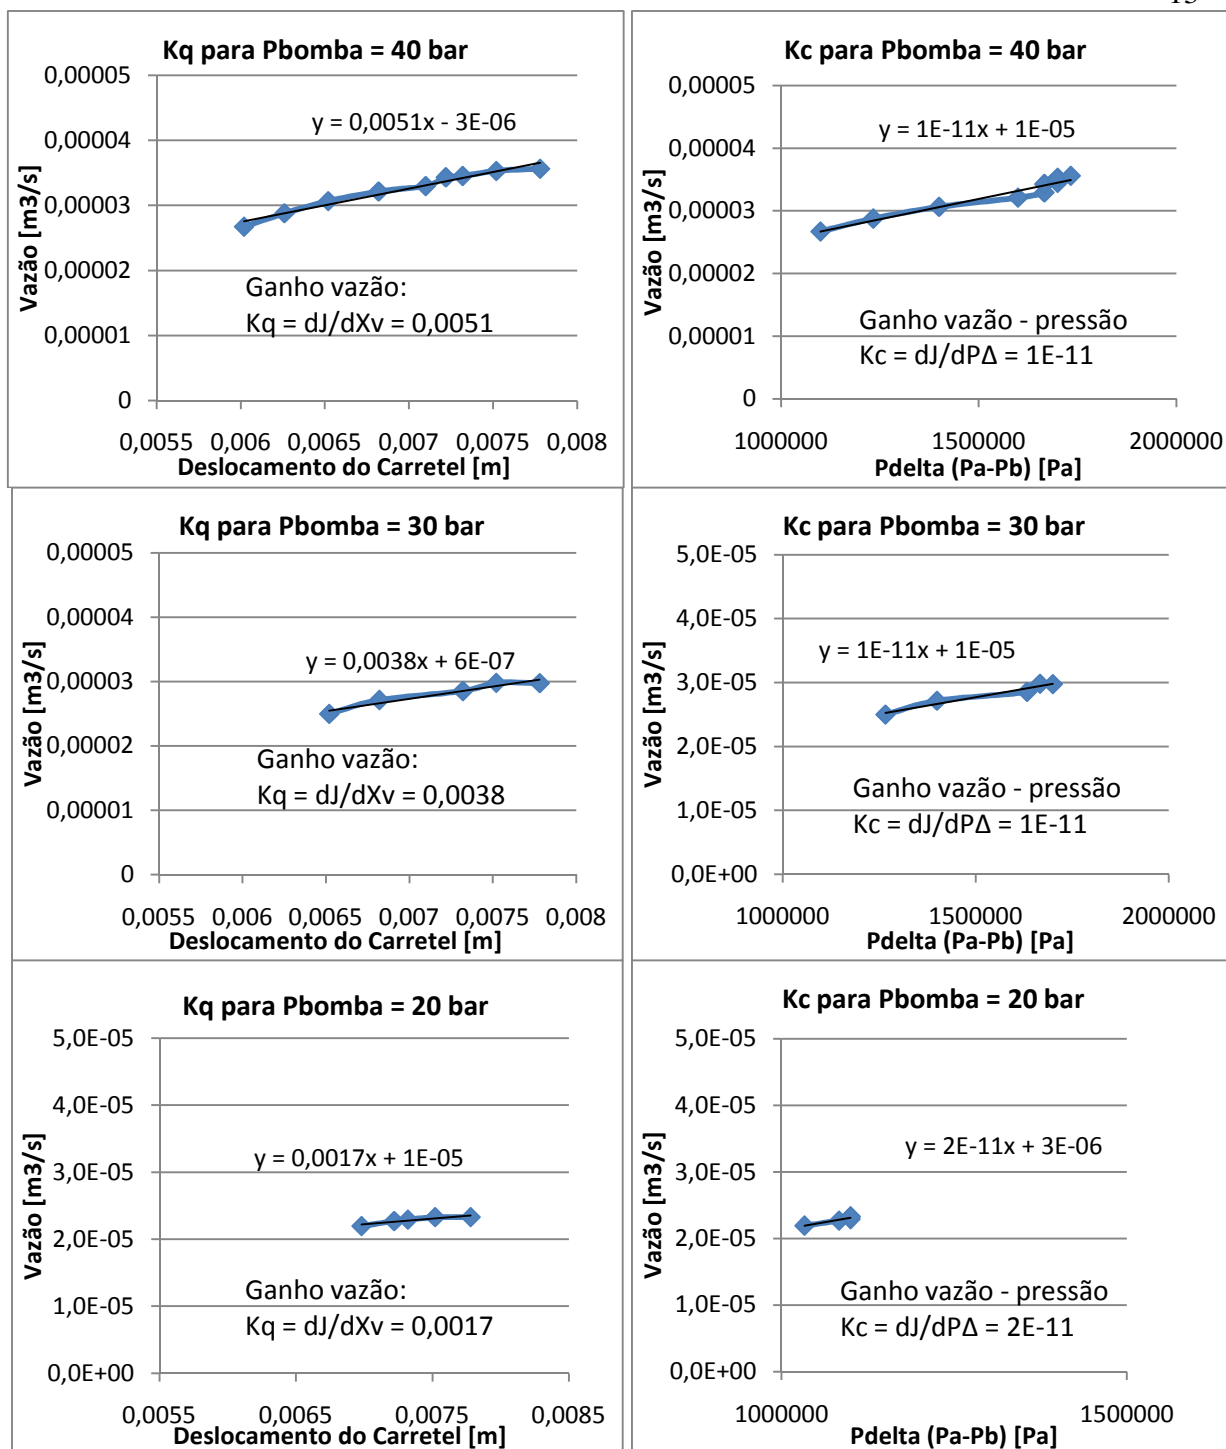 Kq para Pbomba = 40 bar
0,00005
0,00004
0,00003
0,00002
0,00001
0
Vazão [m3/s]
y = 0,0051x - 3E-06
Ganho vazão:
Kq = dJ/dXv = 0,0051
0,0055 0,006 0,0065 0,007 0,0075 0,008
Deslocamento do Carretel [m]
Kc para Pbomba = 40 bar
0,00005
0,00004
0,00003
0,00002
0,00001
0
Vazão [m3/s]
y = 1E-11x + 1E-05
Ganho vazão - pressão
Kc = dJ/dPΔ = 1E-11
1000000 1500000 2000000
Pdelta (Pa-Pb) [Pa]
Kq para Pbomba = 30 bar
0,00005
0,00004
0,00003
0,00002
0,00001
0
Vazão [m3/s]
y = 0,0038x + 6E-07
Ganho vazão:
Kq = dJ/dXv = 0,0038
0,0055 0,006 0,0065 0,007 0,0075 0,008
Deslocamento do Carretel [m]
Kc para Pbomba = 30 bar
5,0E-05
4,0E-05
3,0E-05
2,0E-05
1,0E-05
0,0E+00
Vazão [m3/s]
y = 1E-11x + 1E-05
Ganho vazão - pressão
Kc = dJ/dPΔ = 1E-11
1000000 1500000 2000000
Pdelta (Pa-Pb) [Pa]
Kq para Pbomba = 20 bar
5,0E-05
4,0E-05
3,0E-05
2,0E-05
1,0E-05
0,0E+00
Vazão [m3/s]
y = 0,0017x + 1E-05
Ganho vazão:
Kq = dJ/dXv = 0,0017
0,0055 0,0065 0,0075 0,0085
Deslocamento do Carretel [m]
Kc para Pbomba = 20 bar
5,0E-05
4,0E-05
3,0E-05
2,0E-05
1,0E-05
0,0E+00
Vazão [m3/s]
y = 2E-11x + 3E-06
Ganho vazão - pressão
Kc = dJ/dPΔ = 2E-11
1000000 1500000
Pdelta (Pa-Pb) [Pa]